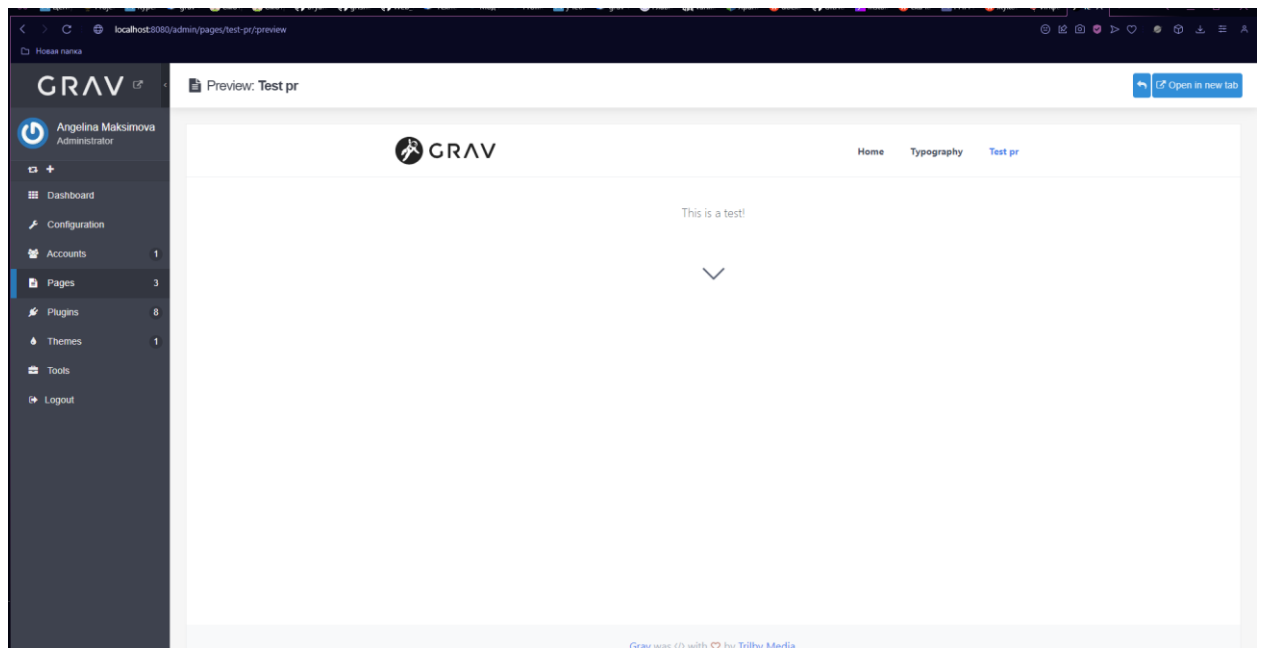 localhost:8080/admin/pages/test-pr/:preview
Новая папка
GRAV
Preview: Test pr
Open in new tab
Angelina Maksimova
Administrator
Dashboard
Configuration
Accounts 1
Pages 3
Plugins 8
Themes 1
Tools
Logout
GRAV
Home Typography Test pr
This is a test!
Grav was </> with by Trilby Media